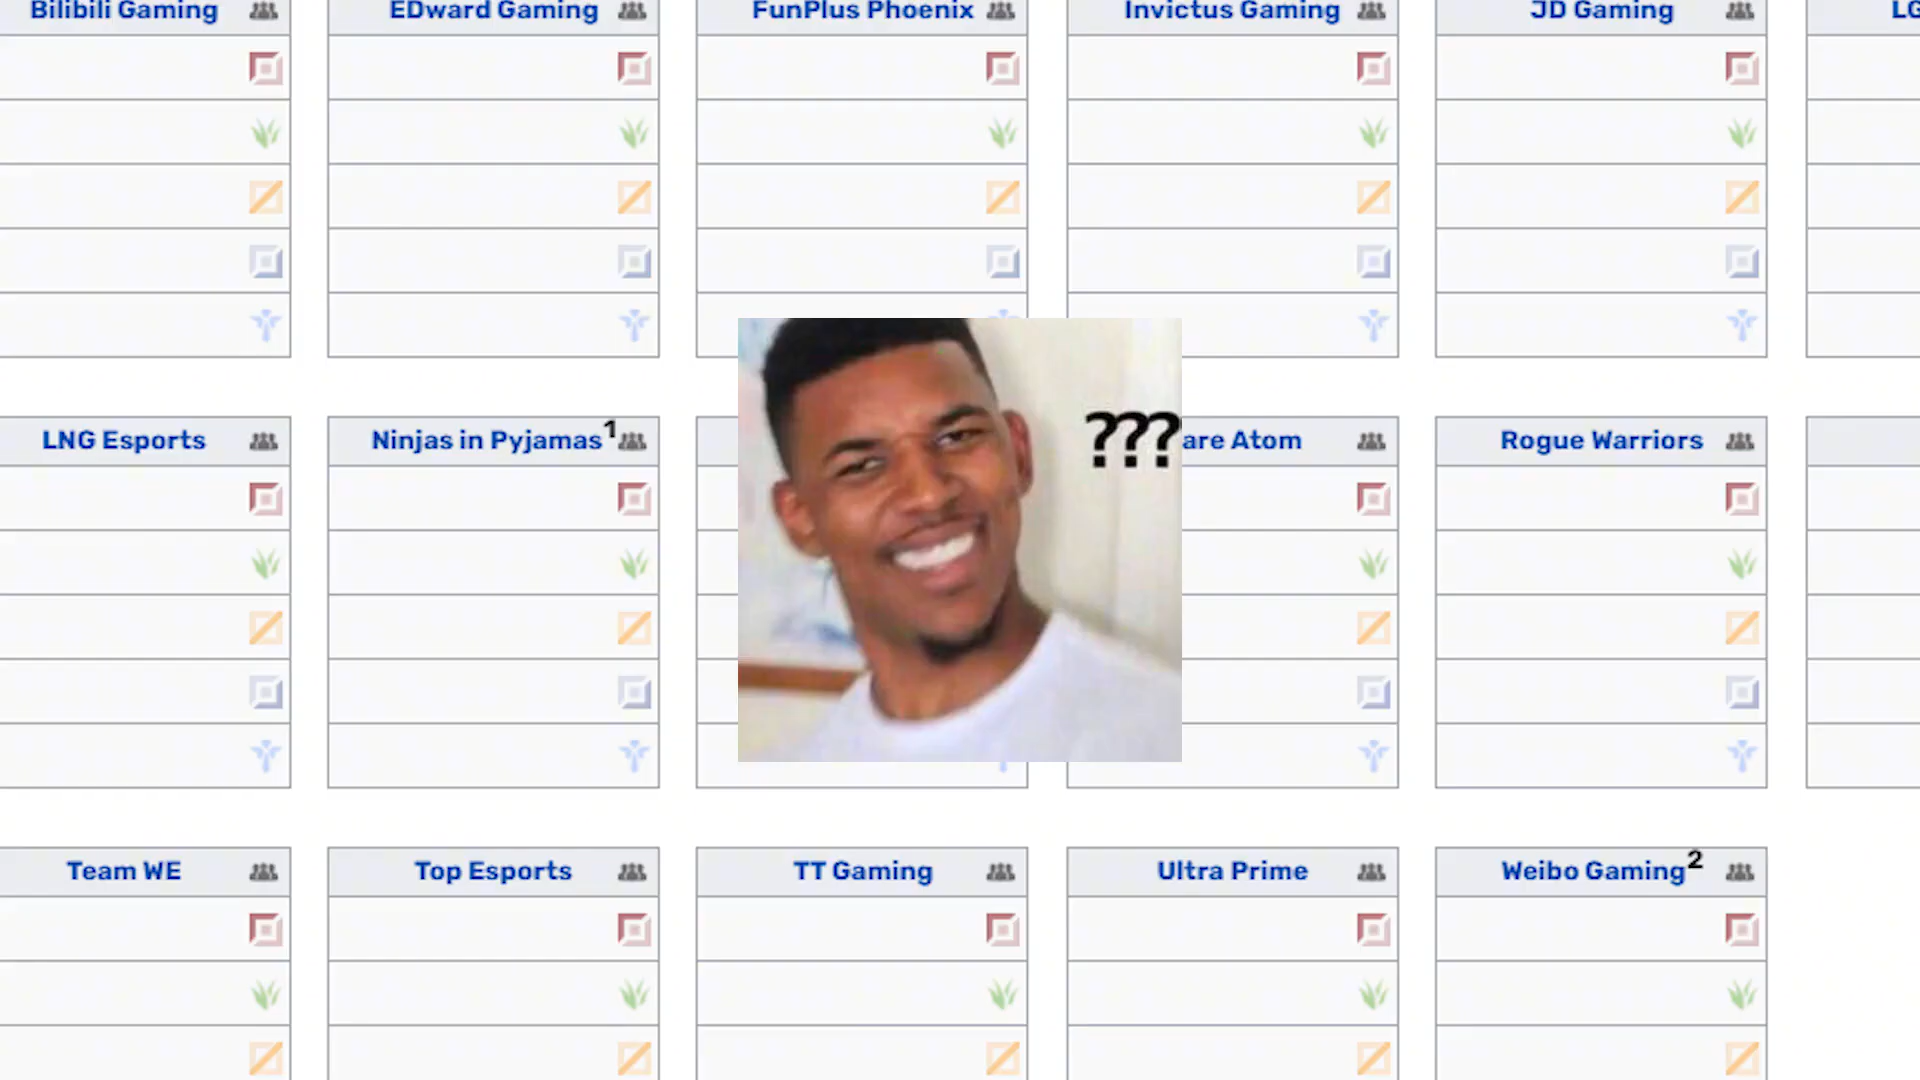 Bilibili Gaming
EDward Gaming
FunPlus Phoenix
Invictus Gaming
JD Gaming
LG
LNG Esports
Ninjas in Pyjamas1
???
are Atom
Rogue Warriors
Team WE
Top Esports
TT Gaming
Ultra Prime
Weibo Gaming2